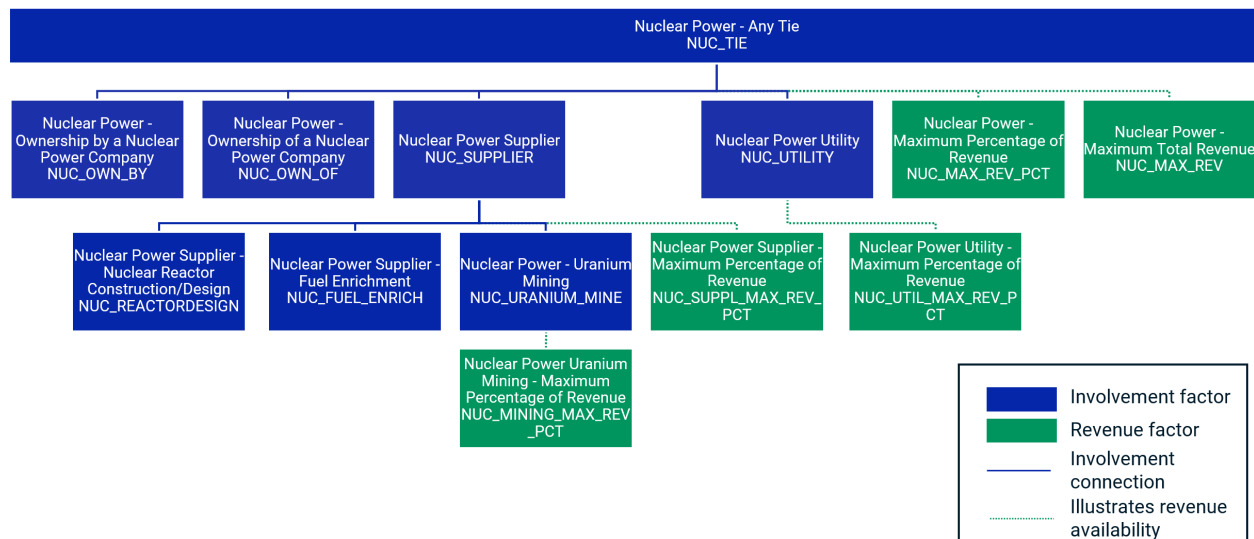 Nuclear Power - Any Tie
NUC_TIE
Nuclear Power -
Ownership by a Nuclear
Power Company
NUC_OWN_BY
Nuclear Power -
Ownership of a Nuclear
Power Company
NUC_OWN_OF
Nuclear Power Supplier
NUC_SUPPLIER
Nuclear Power Utility
NUC_UTILITY
Nuclear Power -
Maximum Percentage of
Revenue
NUC_MAX_REV_PCT
Nuclear Power -
Maximum Total Revenue
NUC_MAX_REV
Nuclear Power Supplier -
Nuclear Reactor
Construction/Design
NUC_REACTORDESIGN
Nuclear Power Supplier -
Fuel Enrichment
NUC_FUEL_ENRICH
Nuclear Power - Uranium
Mining
NUC_URANIUM_MINE
Nuclear Power Supplier -
Maximum Percentage of
Revenue
NUC_SUPPL_MAX_REV_
PCT
Nuclear Power Utility -
Maximum Percentage of
Revenue
NUC_UTIL_MAX_REV_P
CT
Nuclear Power Uranium
Mining - Maximum
Percentage of Revenue
NUC_MINING_MAX_REV
_PCT
Involvement factor
Revenue factor
Involvement
connection
Illustrates revenue
availability